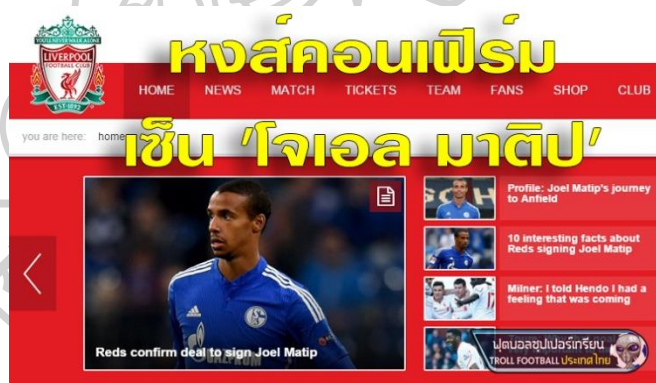 หงส์คอนเฟิร์ม
YOU'LL NEVER WALK ALONE
LIVERPOOL
FOOTBALL CLUB
EST·1892
HOME NEWS MATCH TICKETS TEAM FANS SHOP CLUB
you are here: home
เซ็น 'โจเอล มาติป'
Profile: Joel Matip's journey
to Anfield
10 interesting facts about
Reds signing Joel Matip
Milner: I told Hendo I had a
feeling that was coming
Reds confirm deal to sign Joel Matip
GAZPROM
ฟุตบอลซุปเปอร์เกรียน
TROLL FOOTBALL ประเทศไทย